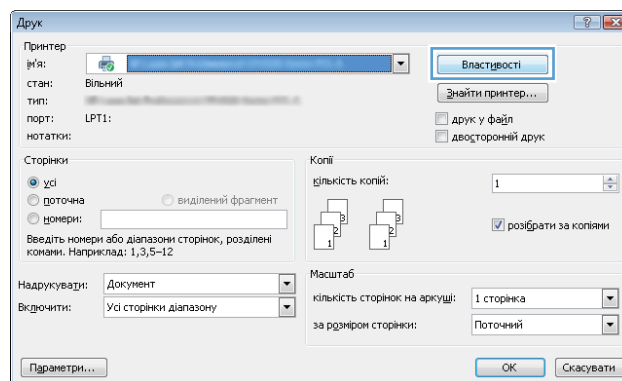 Друк
Принтер
ім'я:
Властивості
стан: Вільний
тип:
Знайти принтер...
порт: LPT1:
друк у файл
нотатки:
двосторонній друк
Сторінки
усі
поточна
виділений фрагмент
номери:
Введіть номери або діапазони сторінок, розділені
комами. Наприклад: 1,3,5–12
Копії
кількість копій:
1
розібрати за копіями
Надрукувати: Документ
Включити: Усі сторінки діапазону
Масштаб
кількість сторінок на аркуші: 1 сторінка
за розміром сторінки: Поточний
Параметри...
OK
Скасувати